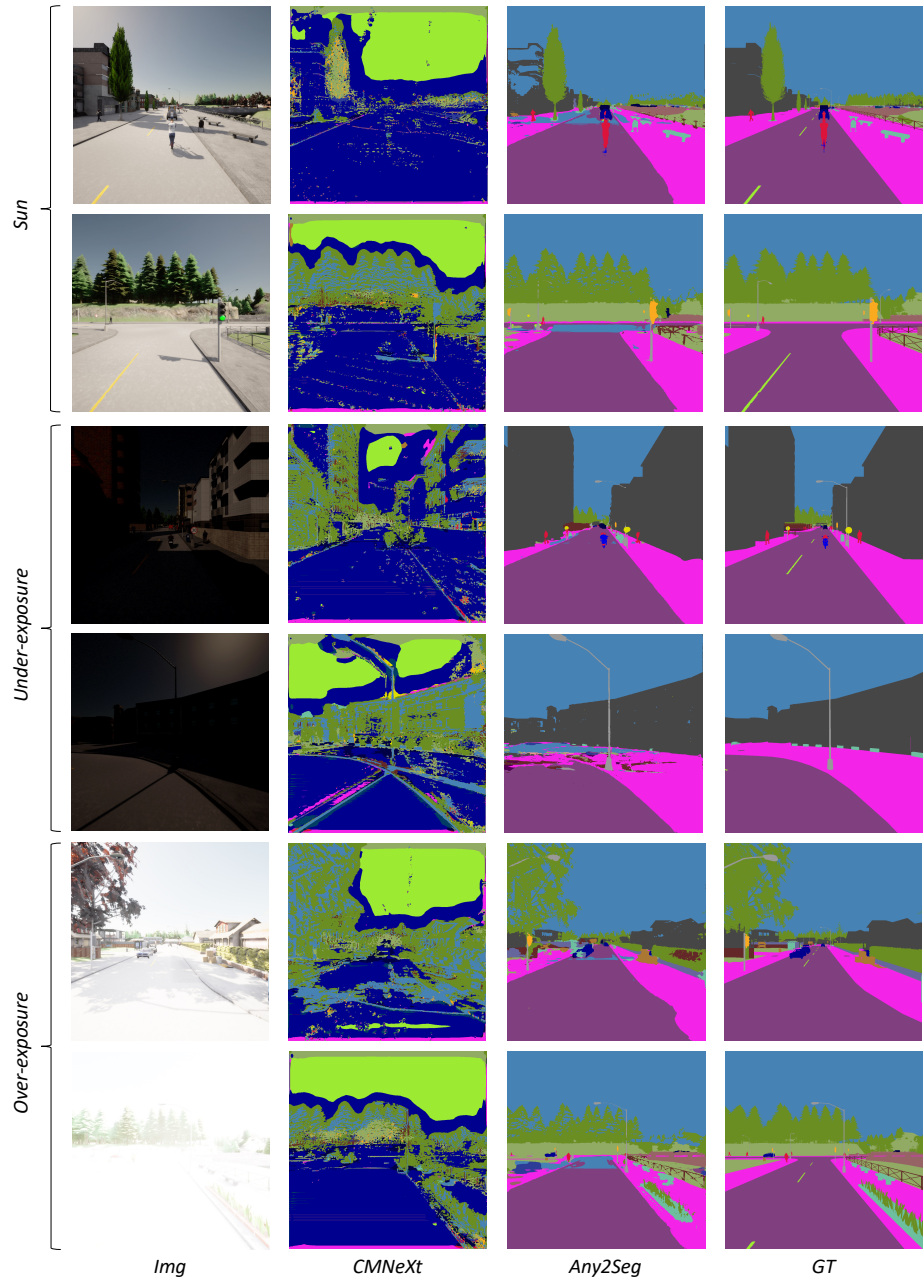 Sun
Under-exposure
Over-exposure
Img
CMNeXt
Any2Seg
GT